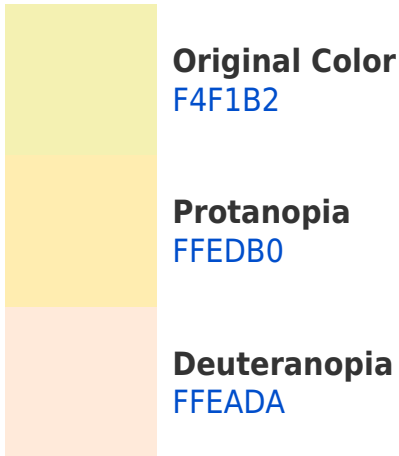 Original Color
F4F1B2
Protanopia
FFEDB0
Deuteranopia
FFEADA